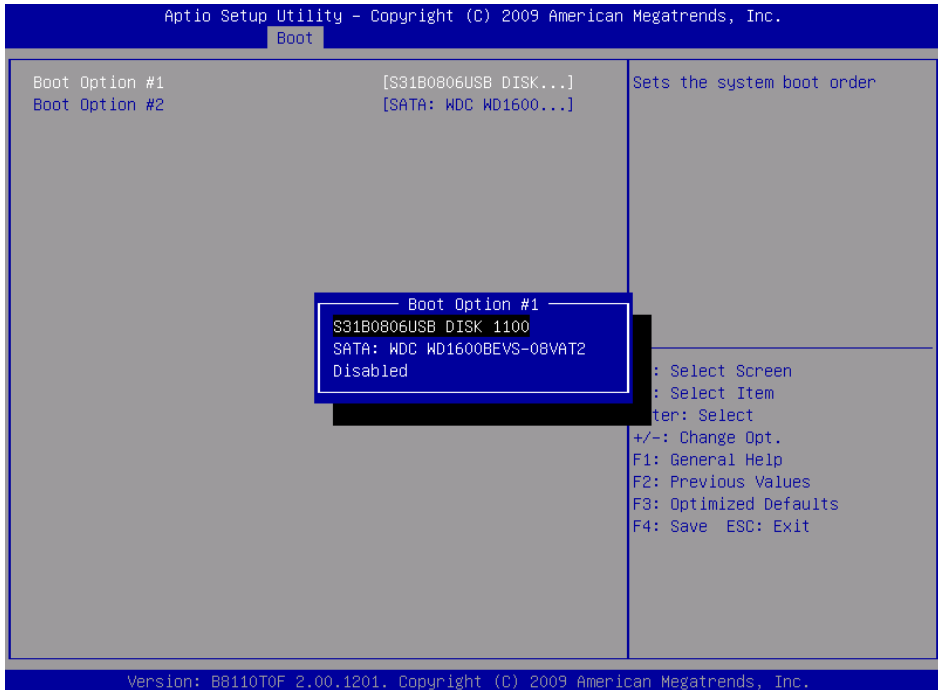 Aptio Setup Utility – Copyright (C) 2009 American Megatrends, Inc.
Boot
Boot Option #1 [S31B0806USB DISK...]
Boot Option #2 [SATA: WDC WD1600...]
Sets the system boot order
Boot Option #1
S31B0806USB DISK 1100
SATA: WDC WD1600BEVS-08VAT2
Disabled
: Select Screen
: Select Item
ter: Select
+/-: Change Opt.
F1: General Help
F2: Previous Values
F3: Optimized Defaults
F4: Save ESC: Exit
Version: B8110T0F 2.00.1201. Copyright (C) 2009 American Megatrends, Inc.